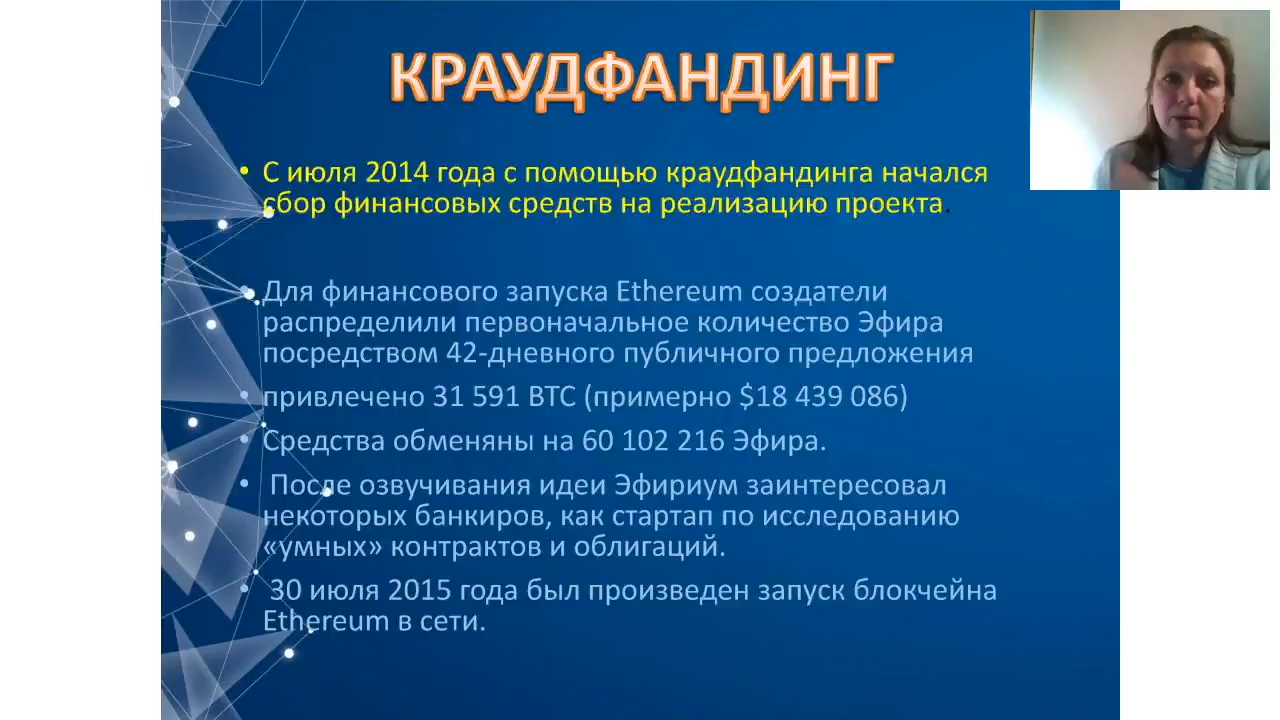 КРАУДФАНДИНГ
• С июля 2014 года с помощью краудфандинга начался
сбор финансовых средств на реализацию проекта.
• Для финансового запуска Ethereum создатели
распределили первоначальное количество Эфира
посредством 42-дневного публичного предложения
• привлечено 31 591 BTC (примерно $18 439 086)
• Средства обменяны на 60 102 216 Эфира.
• После озвучивания идеи Эфириум заинтересовал
некоторых банкиров, как стартап по исследованию
«умных» контрактов и облигаций.
• 30 июля 2015 года был произведен запуск блокчейна
Ethereum в сети.